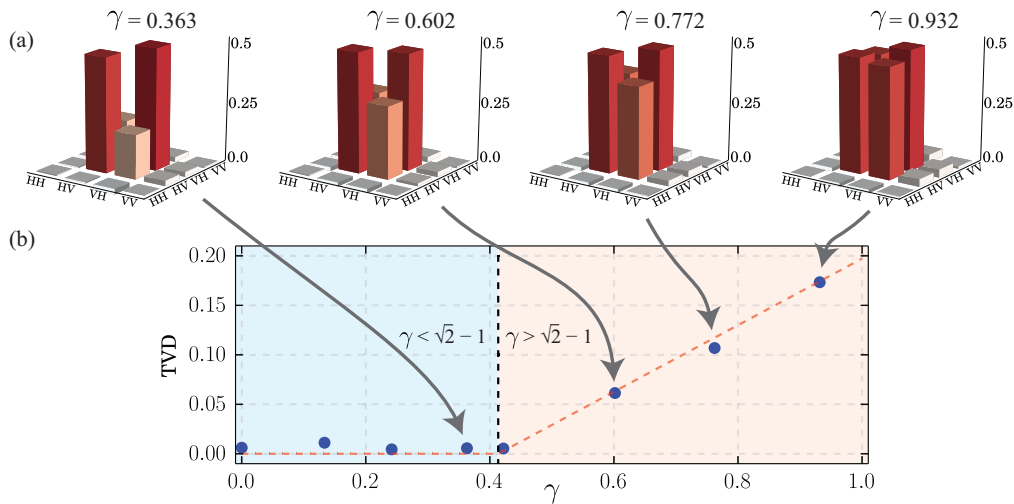 γ = 0.363
γ = 0.602
γ = 0.772
γ = 0.932
(a)
0.5
0.25
0.0
HH
HV
VH
VV
HH
HV
VH
VV
0.5
0.25
0.0
HH
HV
VH
VV
HH
HV
VH
VV
0.5
0.25
0.0
HH
HV
VH
VV
HH
HV
VH
VV
0.5
0.25
0.0
HH
HV
VH
VV
HH
HV
VH
VV
(b)
TVD
0.20
0.15
0.10
0.05
0.00
γ < √2 − 1
γ > √2 − 1
0.0
0.2
0.4
0.6
0.8
1.0
γ